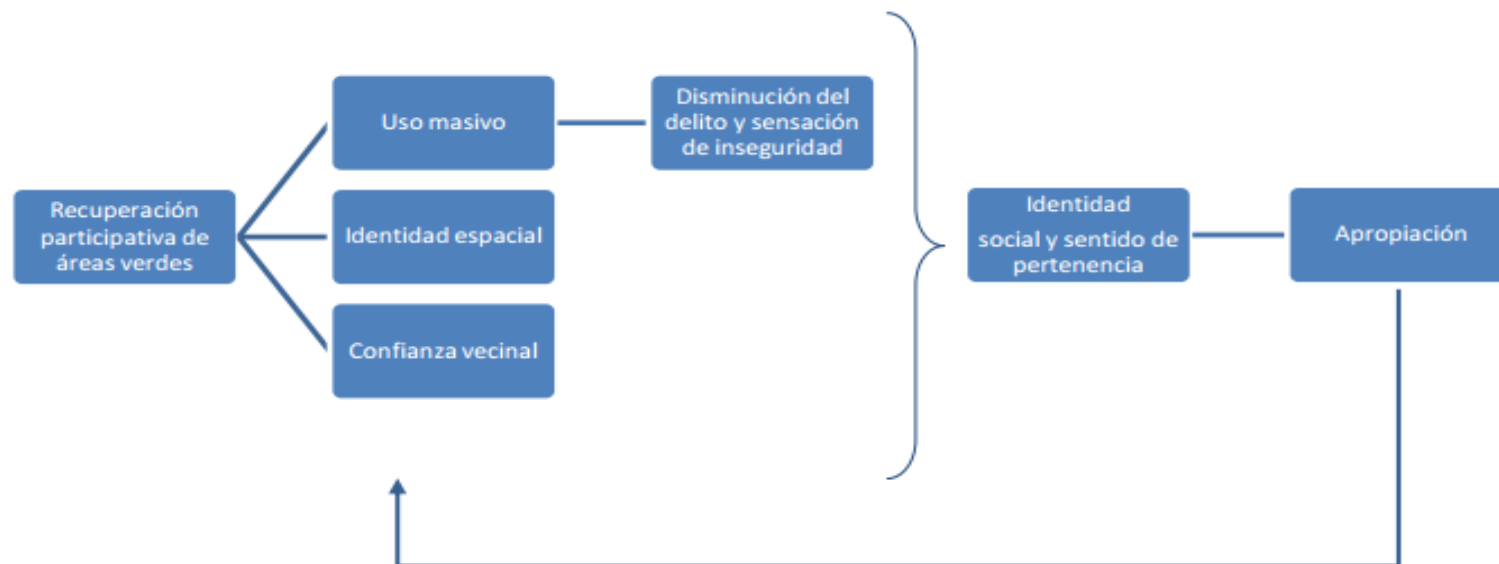 Recuperación
participativa de
áreas verdes
Uso masivo
Identidad espacial
Confianza vecinal
Disminución del
delito y sensación
de inseguridad
Identidad
social y sentido de
pertenencia
Apropiación